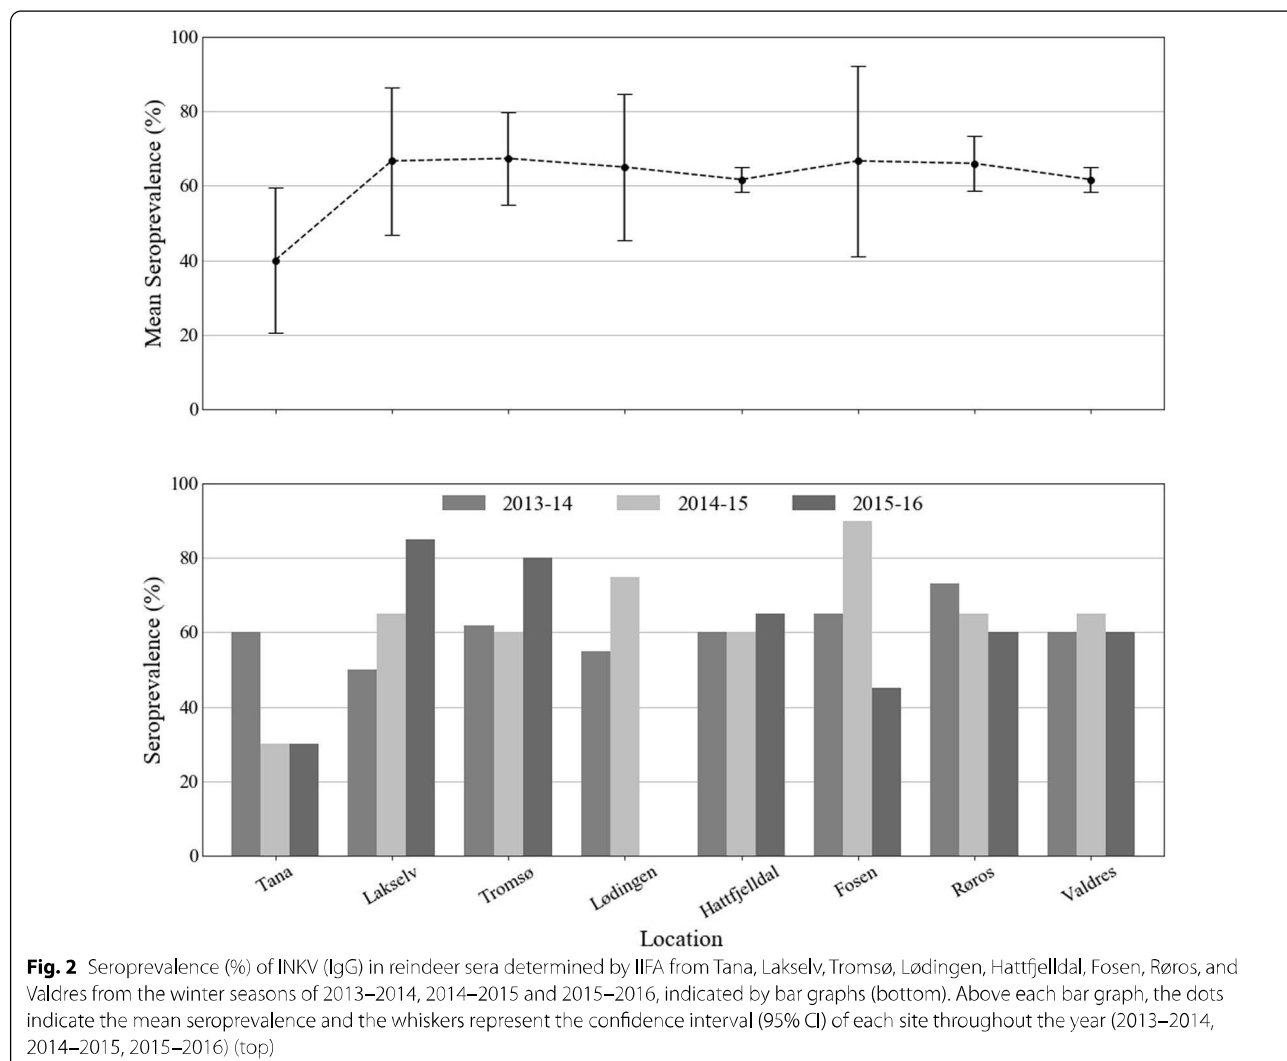 100
80
60
40
20
0
Mean Seroprevalence (%)
100
80
60
40
20
0
Seroprevalence (%)
2013-14 2014-15 2015-16
Tana Lakselv Tromsø Lødingen Hattfjelldal Fosen Røros Valdres
Location
Fig. 2 Seroprevalence (%) of INKV (IgG) in reindeer sera determined by IIFA from Tana, Lakselv, Tromsø, Lødingen, Hattfjelldal, Fosen, Røros, and
Valdres from the winter seasons of 2013–2014, 2014–2015 and 2015–2016, indicated by bar graphs (bottom). Above each bar graph, the dots
indicate the mean seroprevalence and the whiskers represent the confidence interval (95% CI) of each site throughout the year (2013–2014,
2014–2015, 2015–2016) (top)